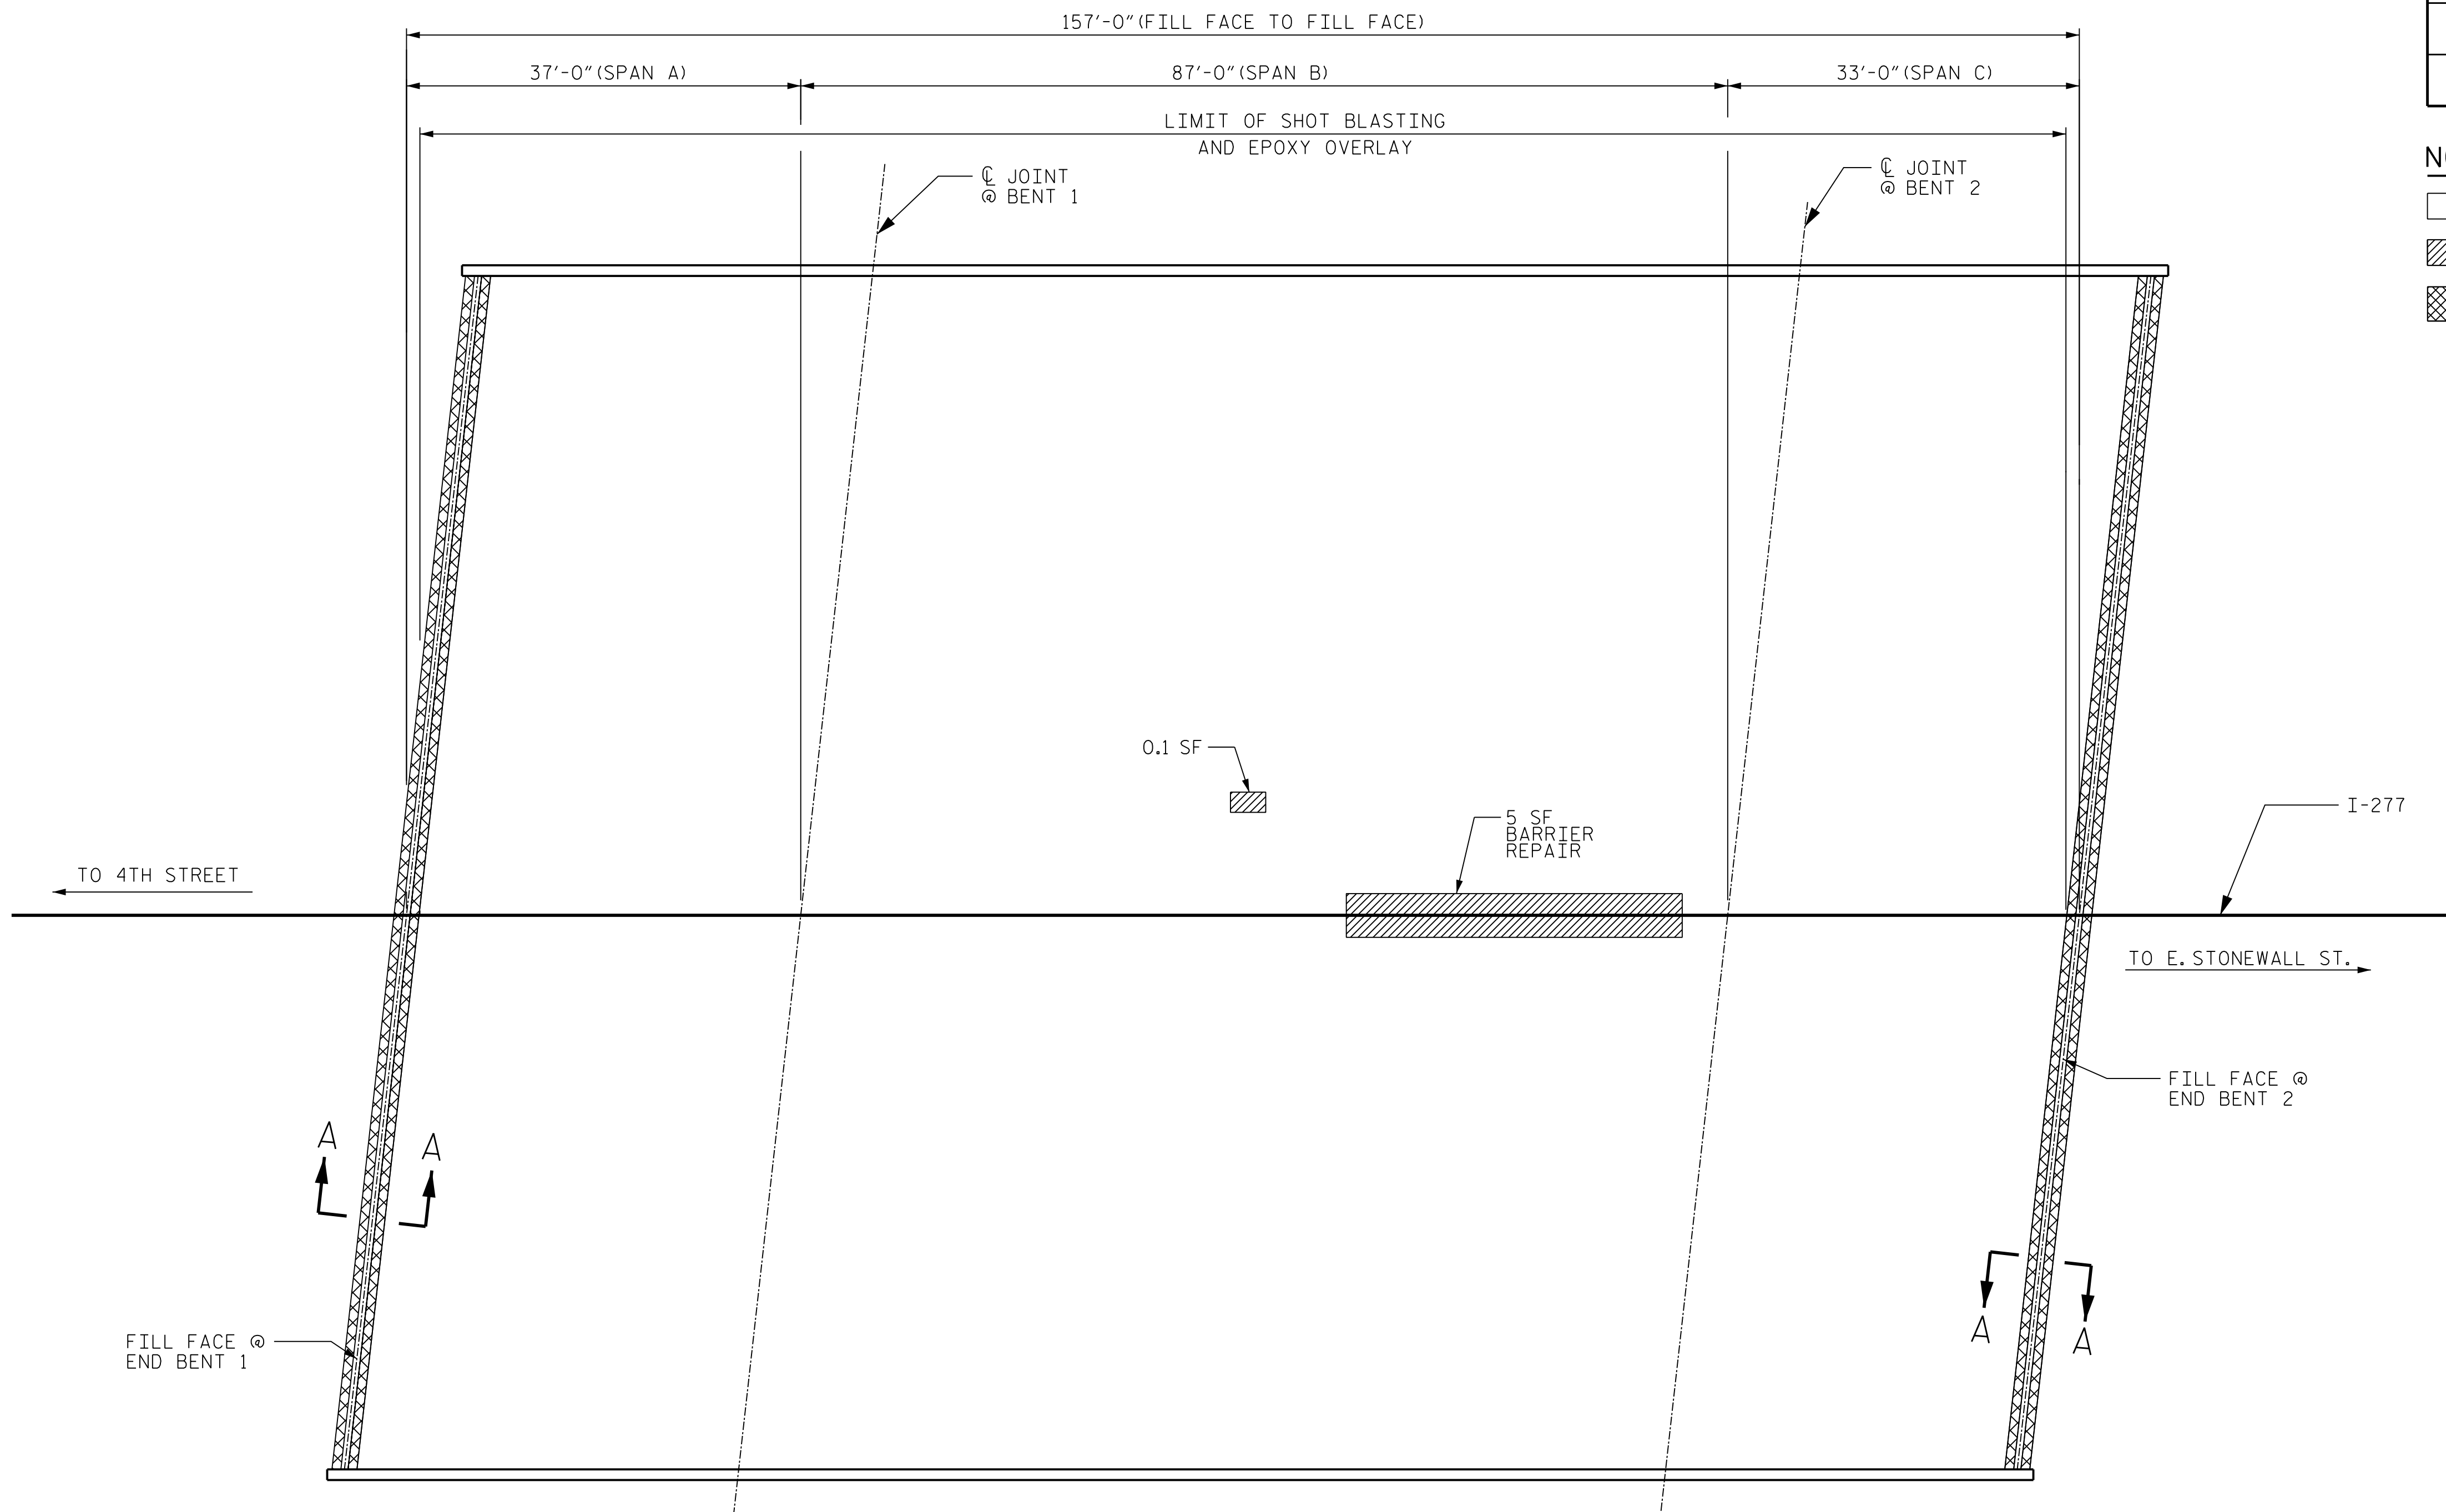 157'-0" (FILL FACE TO FILL FACE)
37'-0" (SPAN A)
87'-0" (SPAN B)
33'-0" (SPAN C)
LIMIT OF SHOT BLASTING
AND EPOXY OVERLAY
℄ JOINT
@ BENT 1
℄ JOINT
@ BENT 2
0.1 SF
5 SF
BARRIER
REPAIR
I-277
TO 4TH STREET
TO E. STONEWALL ST.
FILL FACE @
END BENT 2
A
A
A
A
FILL FACE @
END BENT 1